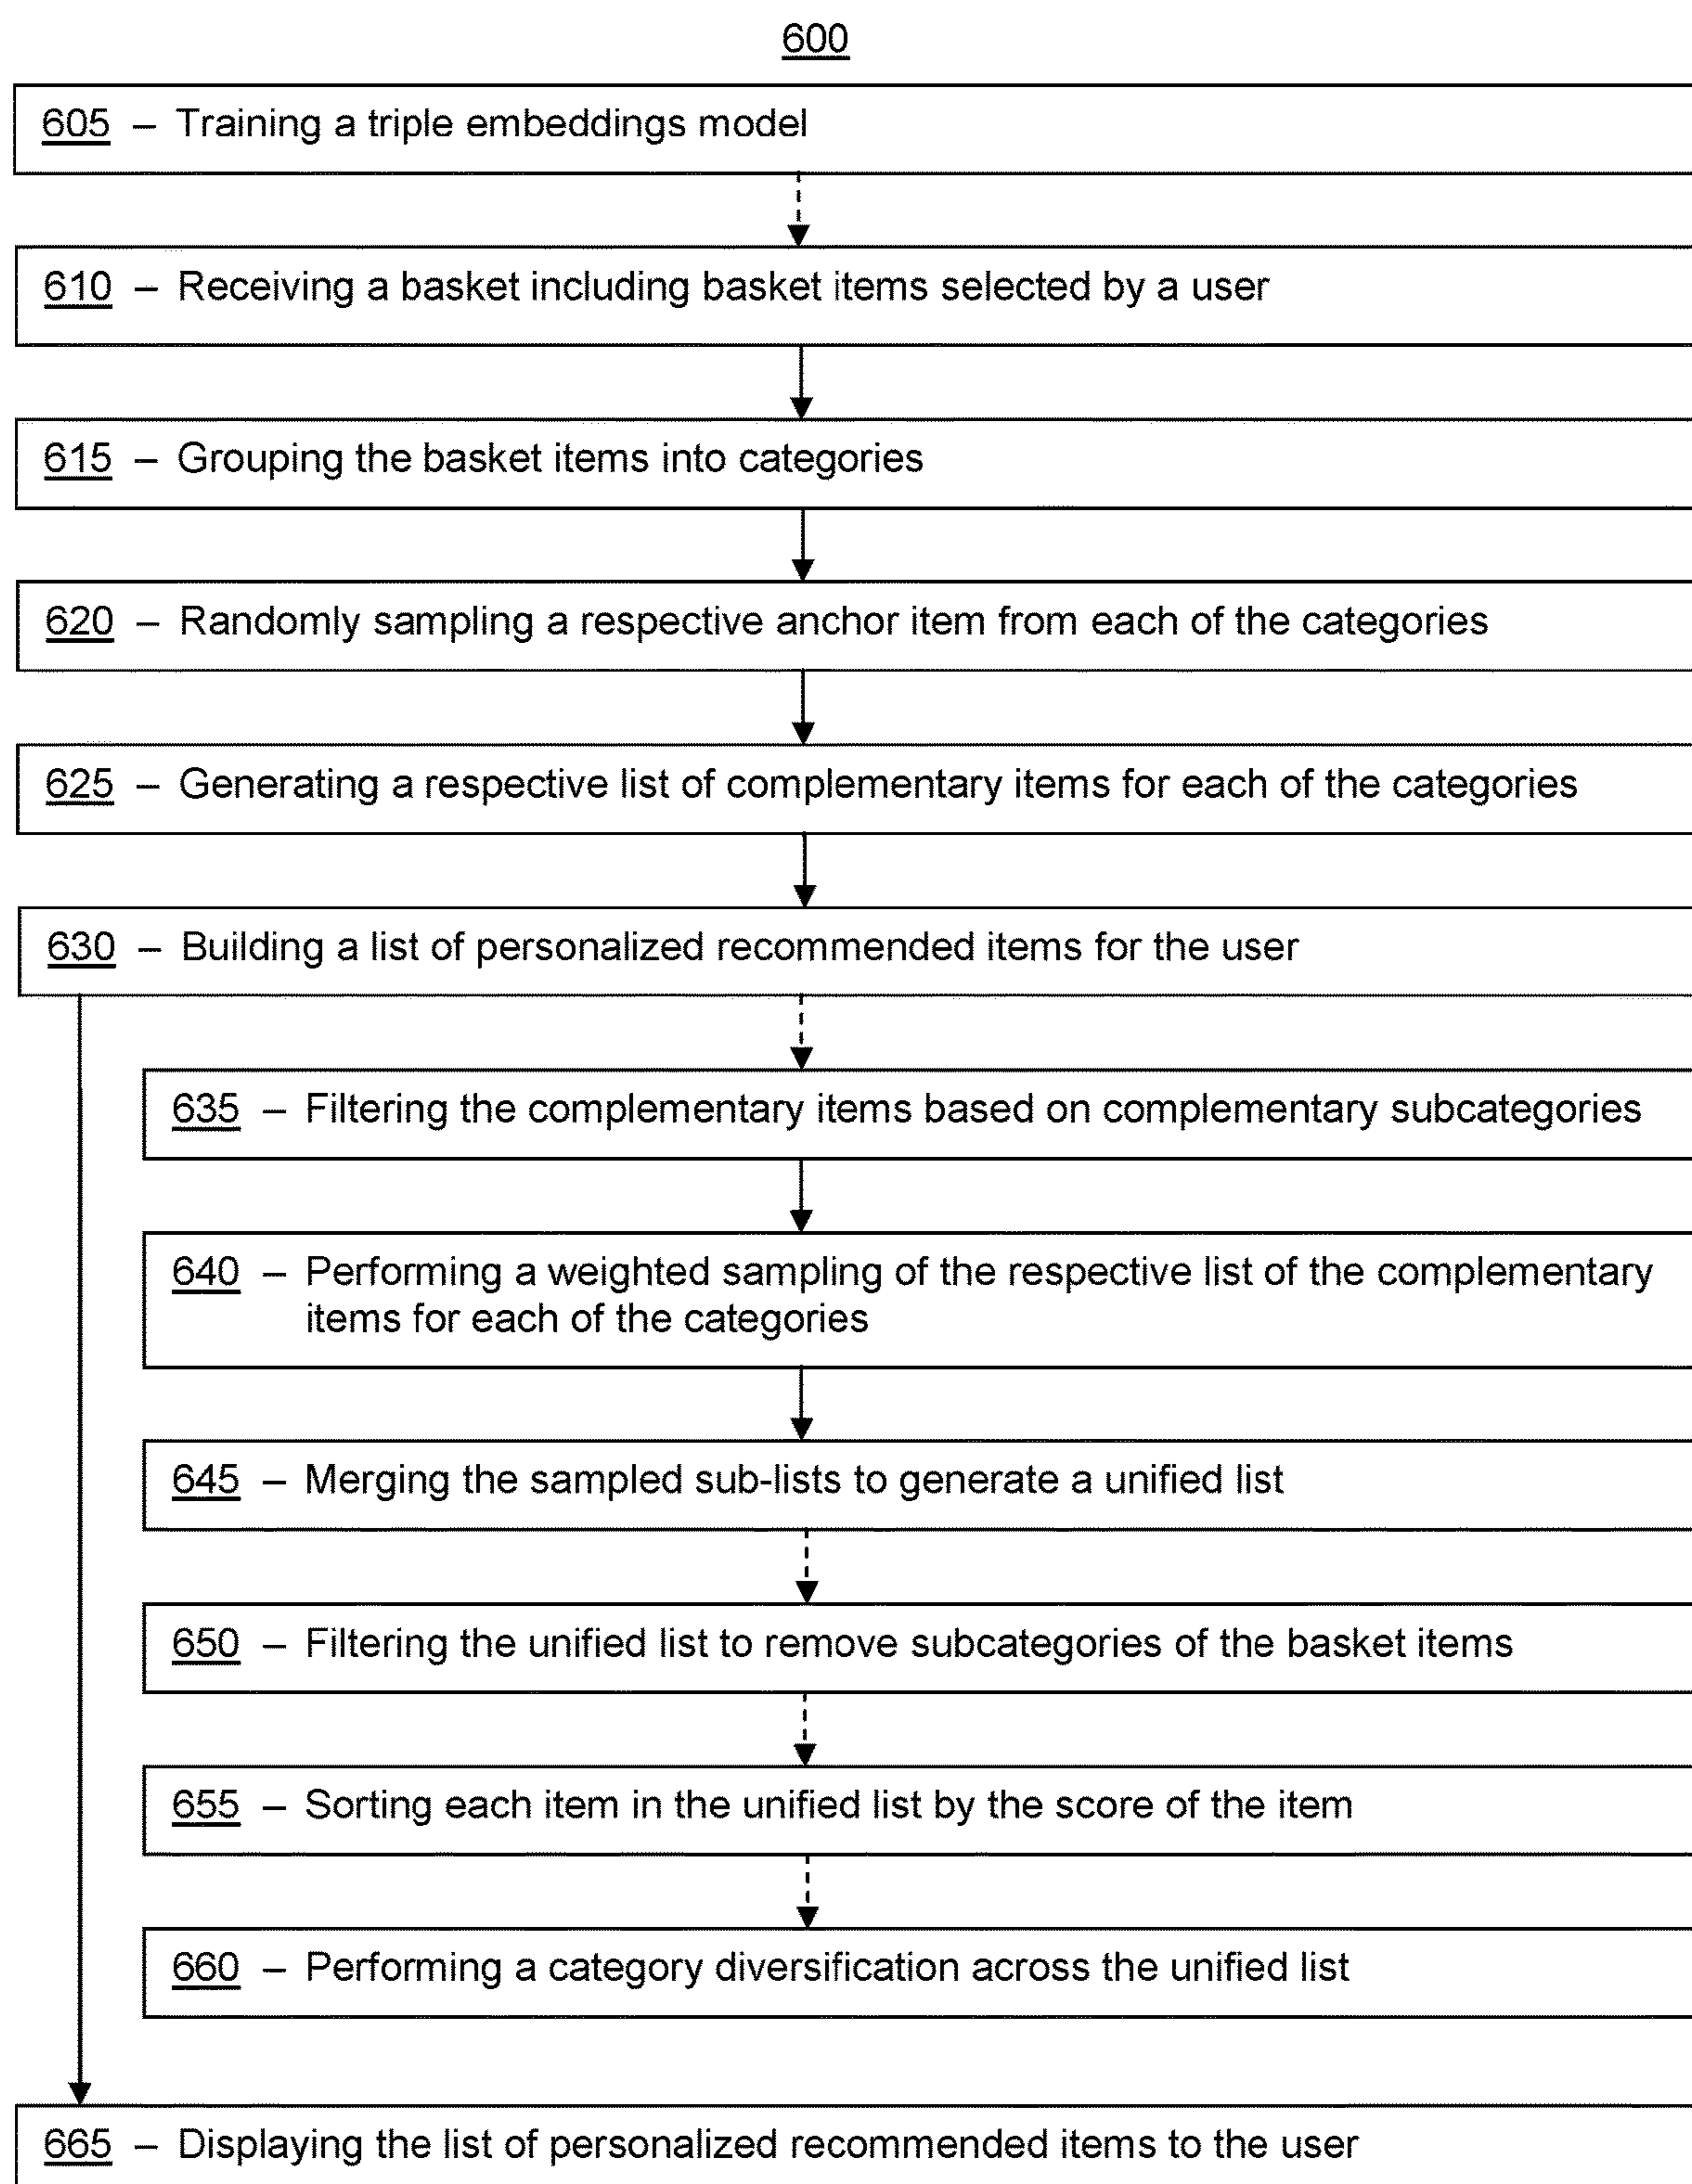 600
605 – Training a triple embeddings model
610 – Receiving a basket including basket items selected by a user
615 – Grouping the basket items into categories
620 – Randomly sampling a respective anchor item from each of the categories
625 – Generating a respective list of complementary items for each of the categories
630 – Building a list of personalized recommended items for the user
635 – Filtering the complementary items based on complementary subcategories
640 – Performing a weighted sampling of the respective list of the complementary
items for each of the categories
645 – Merging the sampled sub-lists to generate a unified list
650 – Filtering the unified list to remove subcategories of the basket items
655 – Sorting each item in the unified list by the score of the item
660 – Performing a category diversification across the unified list
665 – Displaying the list of personalized recommended items to the user